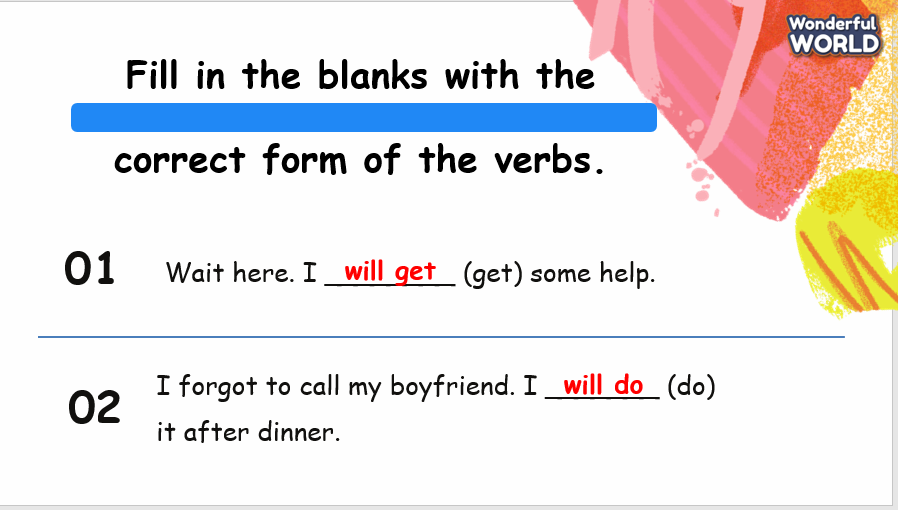 Wonderful
WORLD
Fill in the blanks with the
correct form of the verbs.
01
Wait here. I will get (get) some help.
02
I forgot to call my boyfriend. I will do (do)
it after dinner.